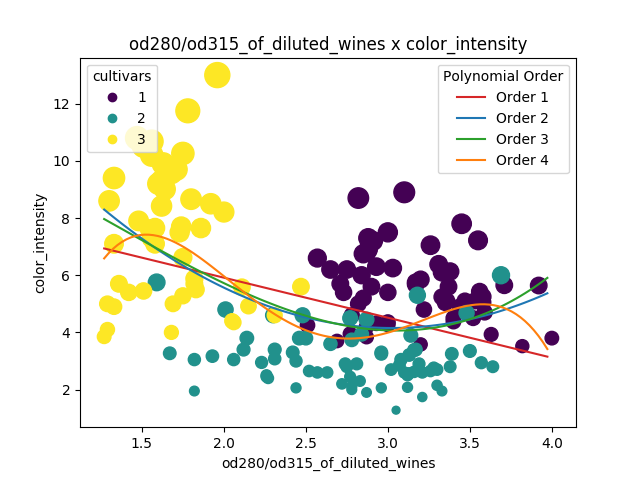 od280/od315_of_diluted_wines x color_intensity
cultivars
1
2
3
Polynomial Order
Order 1
Order 2
Order 3
Order 4
12
10
8
6
4
2
color_intensity
1.5 2.0 2.5 3.0 3.5 4.0
od280/od315_of_diluted_wines